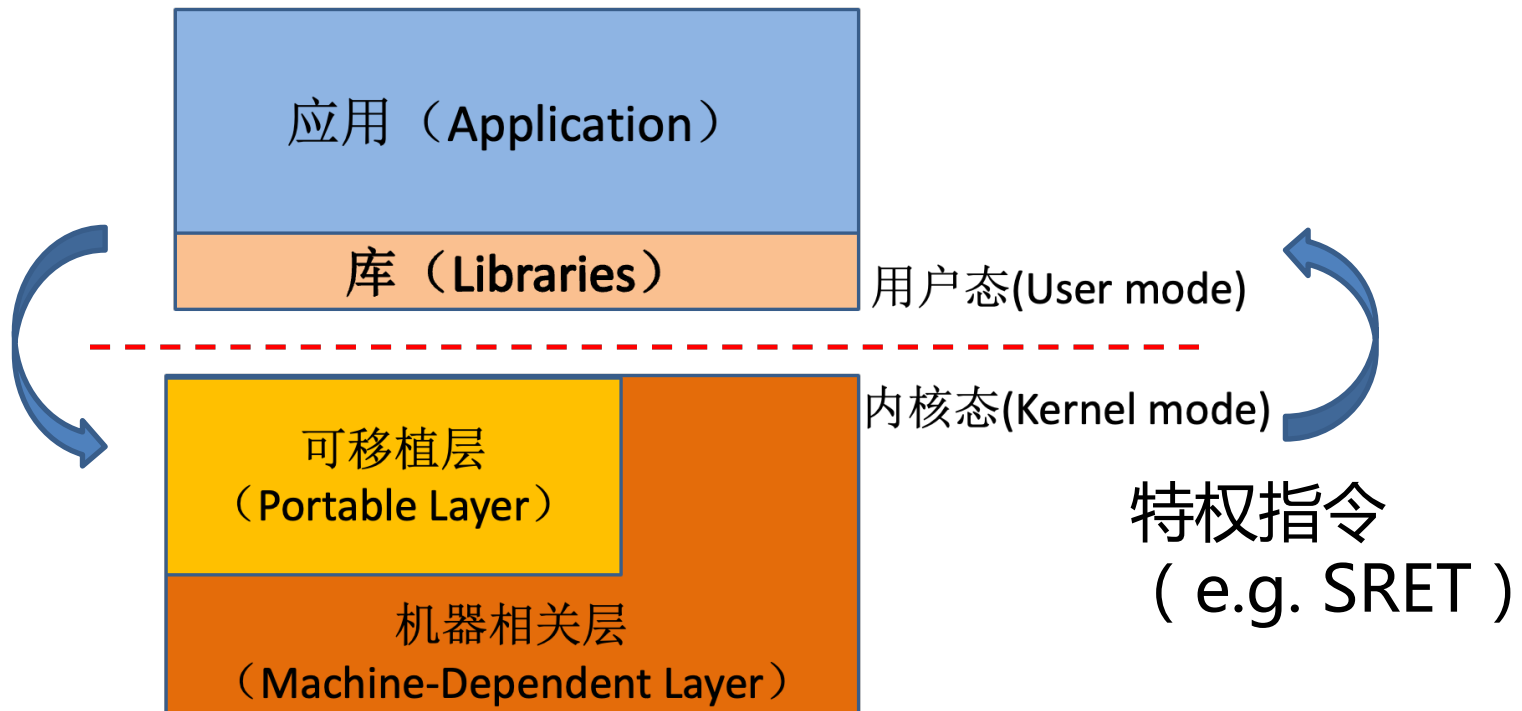 应用（Application）
库（Libraries）
用户态(User mode)
内核态(Kernel mode)
可移植层
（Portable Layer）
特权指令
（ e.g. SRET ）
机器相关层
（Machine-Dependent Layer）